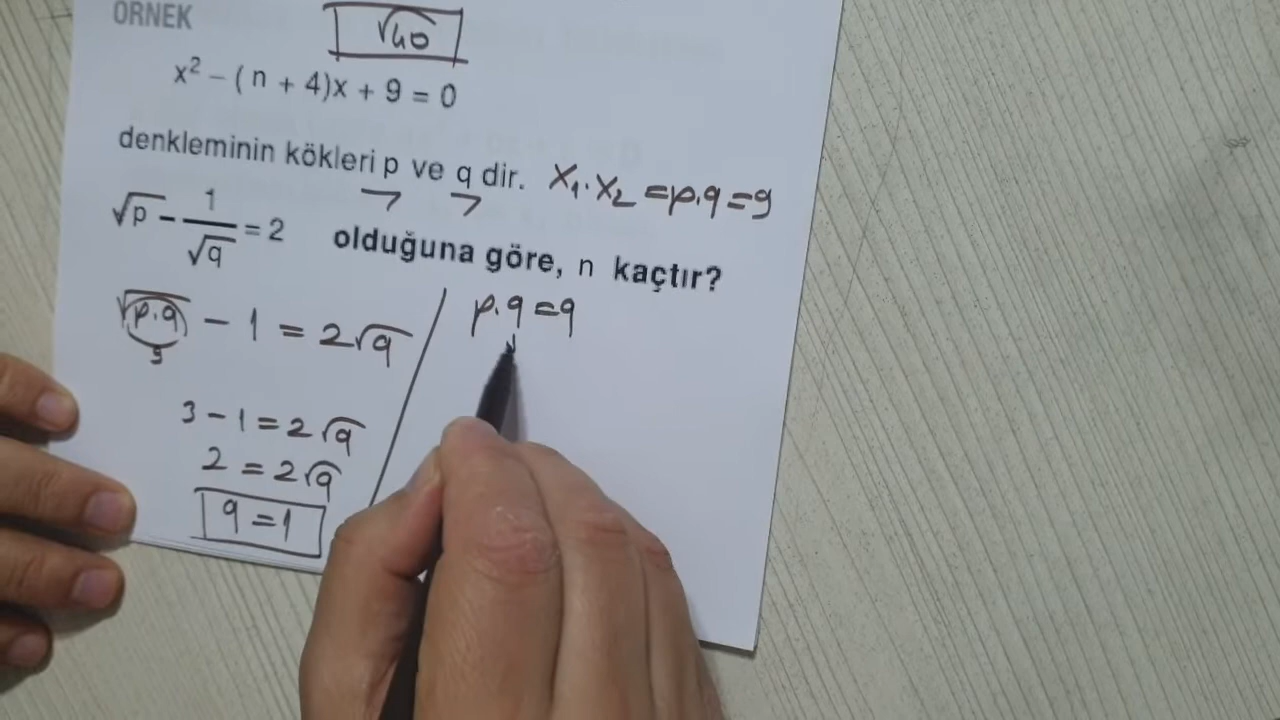 ÖRNEK
√40
x² – ( n + 4)x + 9 = 0
denkleminin kökleri p ve q dir. x₁.x₂ = p.q = 9
√p – 1/√q = 2 olduğuna göre, n kaçtır?
√p.q – 1 = 2√q
9
3 – 1 = 2√q
2 = 2√q
q = 1
p.q = 9